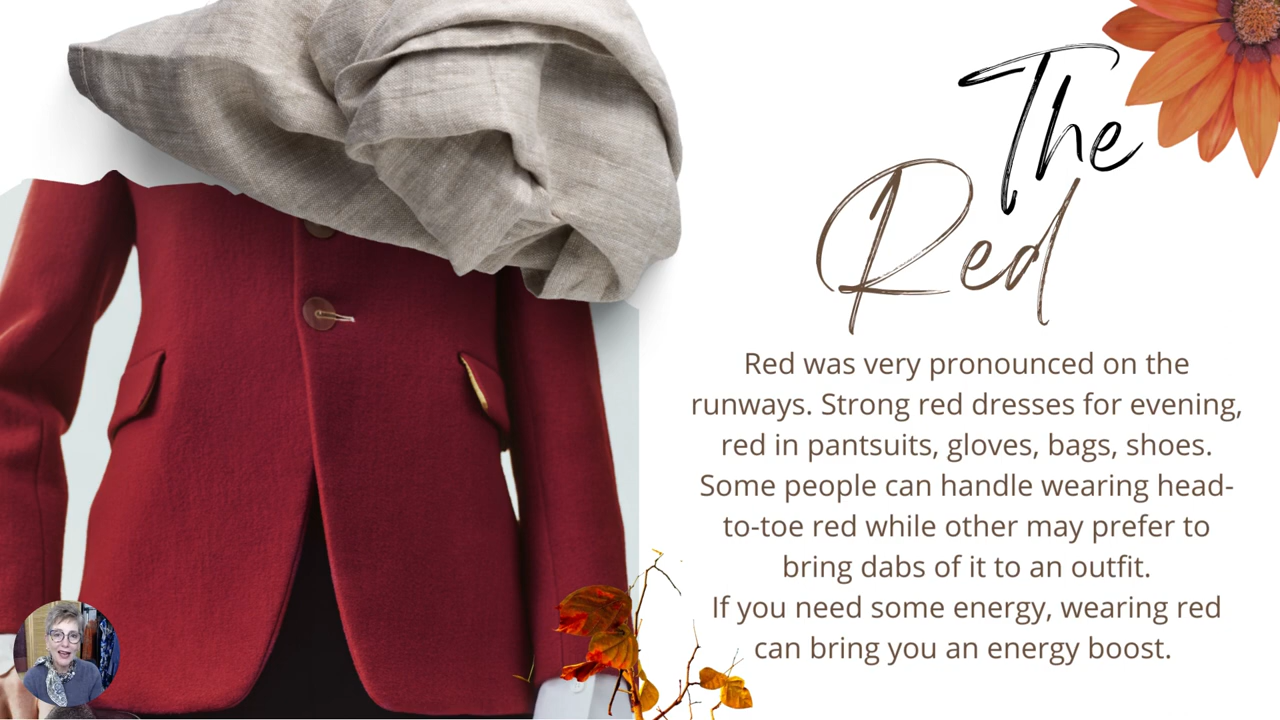 The
Red
Red was very pronounced on the
runways. Strong red dresses for evening,
red in pantsuits, gloves, bags, shoes.
Some people can handle wearing head-
to-toe red while other may prefer to
bring dabs of it to an outfit.
If you need some energy, wearing red
can bring you an energy boost.